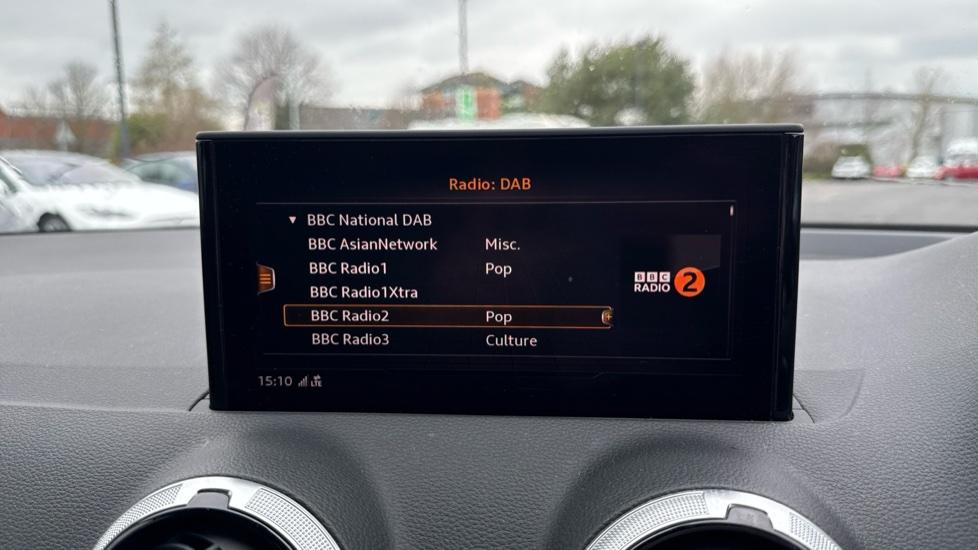 Radio: DAB
▼ BBC National DAB
BBC AsianNetwork Misc.
BBC Radio1 Pop
BBC Radio1Xtra
BBC Radio2 Pop
BBC Radio3 Culture
BBC
RADIO 2
15:10 LTE